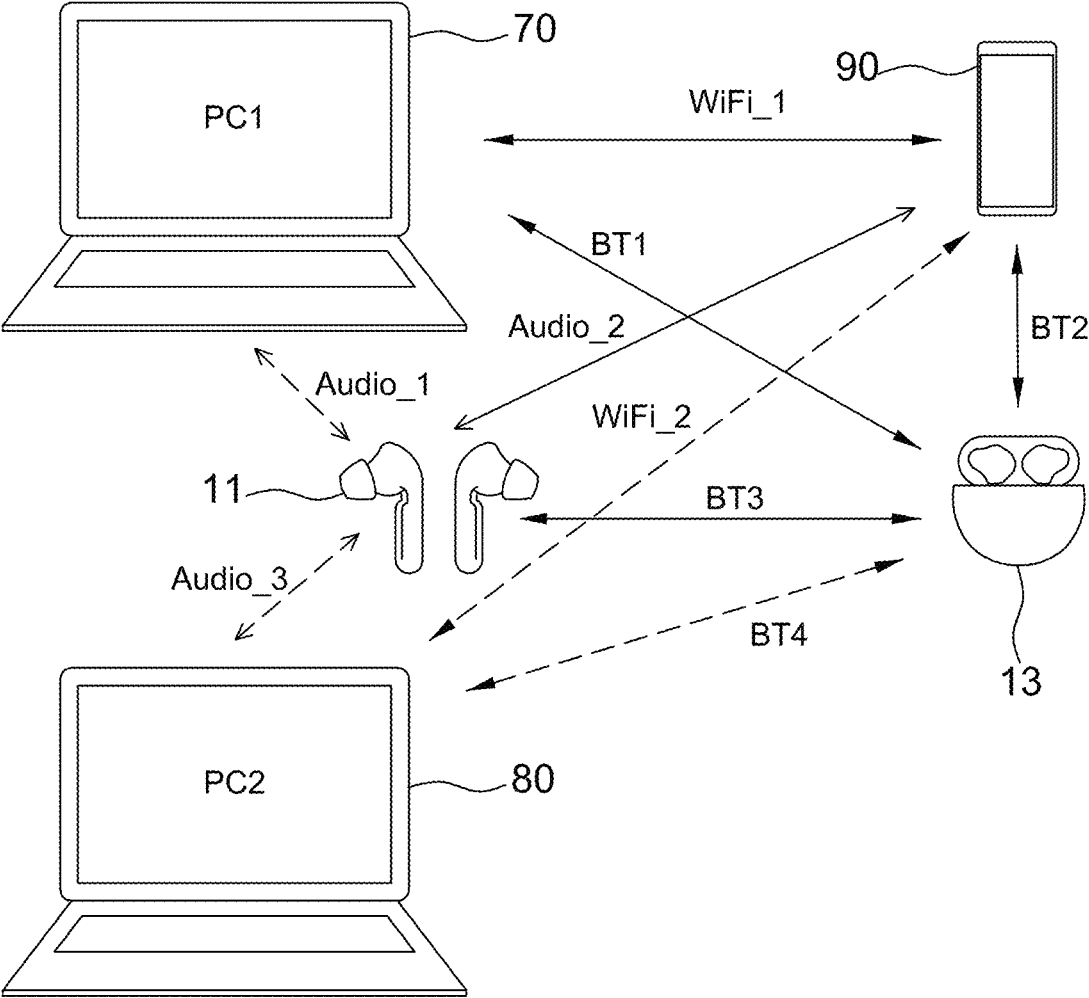 70
90
PC1
WiFi_1
BT1
Audio_2
BT2
Audio_1
WiFi_2
11
BT3
Audio_3
BT4
13
PC2
80